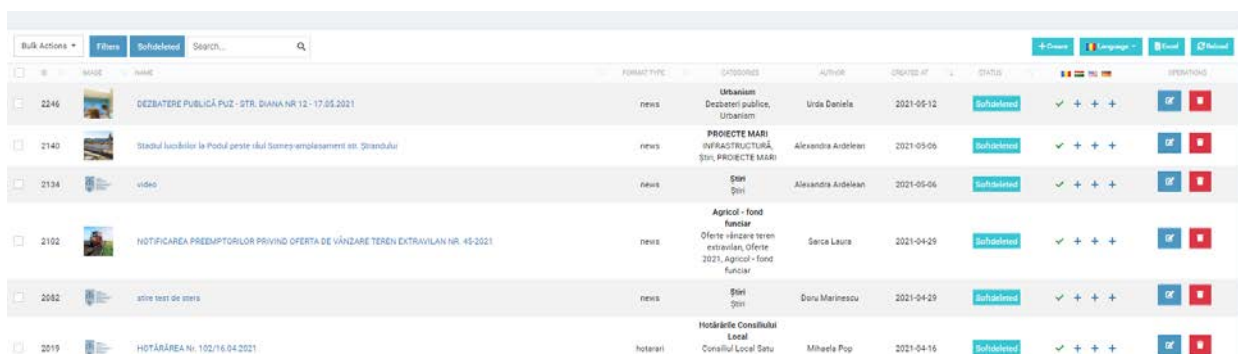 Bulk Actions
Filters
Softdeleted
Search...
Create
Language
Excel
Reload
ID
IMAGE
NAME
FORMAT TYPE
CATEGORIES
AUTHOR
CREATED AT
STATUS
OPERATIONS
2246
DEZBATERE PUBLICĂ PUZ - STR. DIANA NR 12 - 17.05.2021
news
Urbanism
Dezbateri publice,
Urbanism
Urda Daniela
2021-05-12
Softdeleted
2140
Stadiul lucrărilor la Podul peste râul Someș-amplasament str. Ștrandului
news
PROIECTE MARI
INFRASTRUCTURĂ,
Știri, PROIECTE MARI
Alexandra Ardelean
2021-05-06
Softdeleted
2134
video
news
Știri
Știri
Alexandra Ardelean
2021-05-06
Softdeleted
2102
NOTIFICAREA PREEMPTORILOR PRIVIND OFERTA DE VÂNZARE TEREN EXTRAVILAN NR. 45-2021
news
Agricol - fond
funciar
Oferte vânzare teren
extravilan, Oferte
2021, Agricol - fond
funciar
Sarca Laura
2021-04-29
Softdeleted
2082
stire test de sters
news
Știri
Știri
Doru Marinescu
2021-04-29
Softdeleted
2019
HOTĂRÂREA Nr. 102/16.04.2021
hotarari
Hotărârile Consiliului
Local
Consiliul Local Satu
Mihaela Pop
2021-04-16
Softdeleted